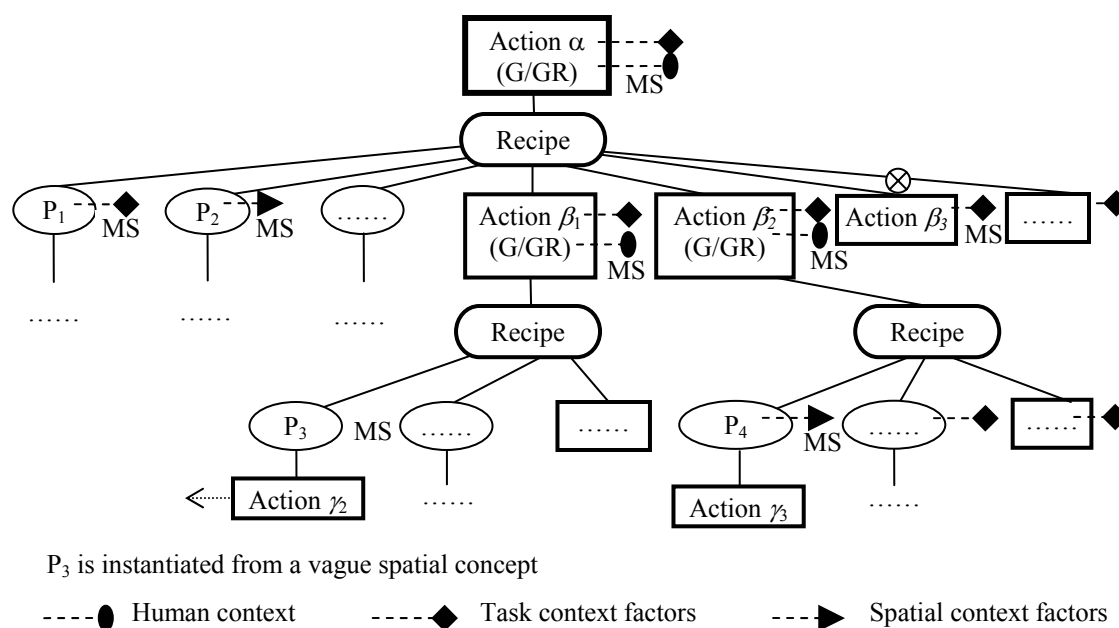 Action α
(G/GR)
MS
Recipe
P₁
MS
P₂
MS
......
Action β₁
(G/GR)
MS
Action β₂
(G/GR)
MS
Action β₃
MS
......
......
......
......
Recipe
Recipe
P₃
MS
......
......
P₄
MS
......
......
Action γ₂
......
Action γ₃
......
P₃ is instantiated from a vague spatial concept
Human context
Task context factors
Spatial context factors